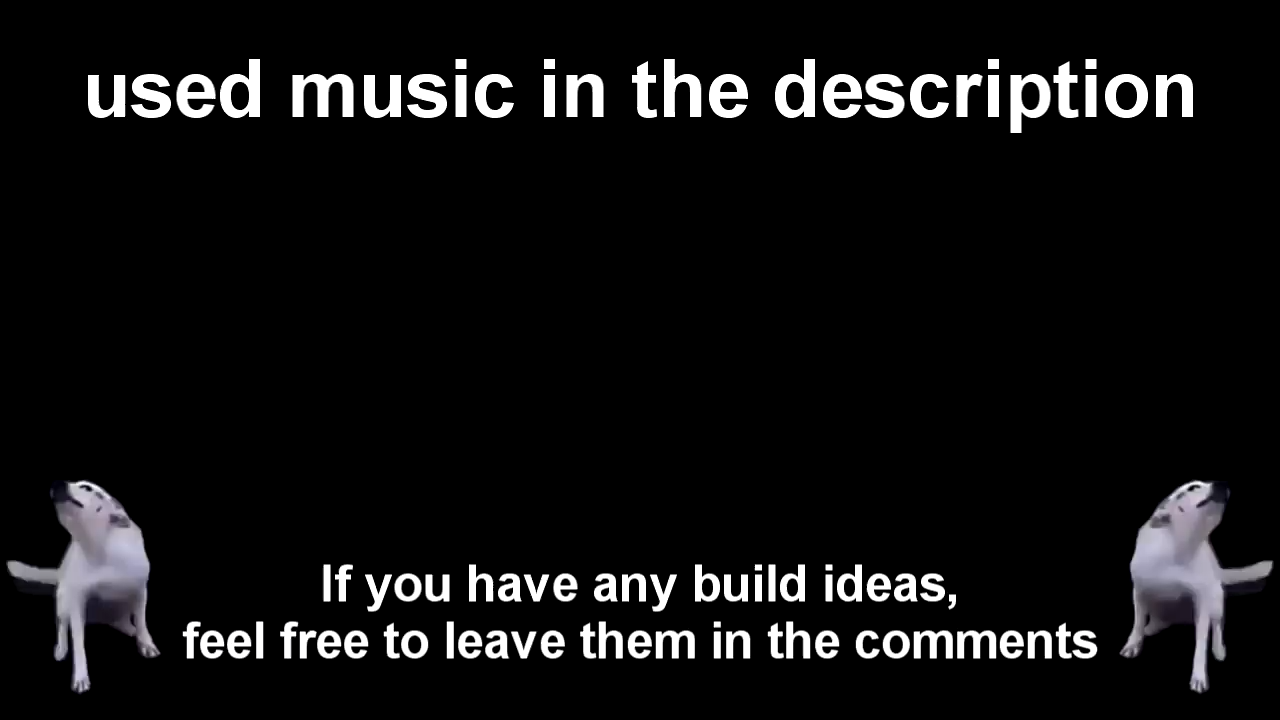 used music in the description
If you have any build ideas,
feel free to leave them in the comments